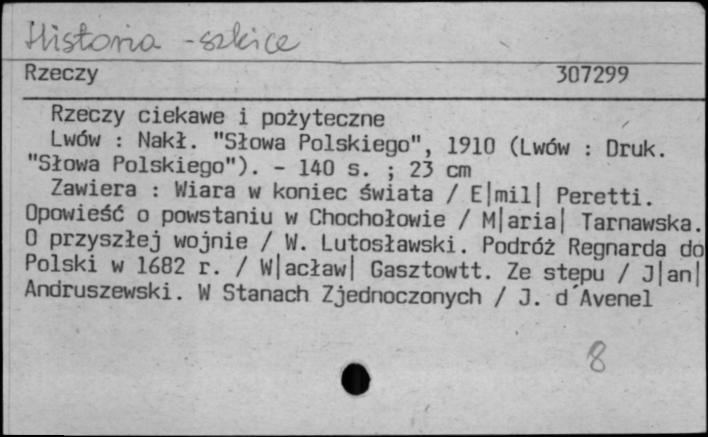 Historia - szkice
Rzeczy 307299
Rzeczy ciekawe i pożyteczne
Lwów : Nakł. "Słowa Polskiego", 1910 (Lwów : Druk.
"Słowa Polskiego"). - 140 s. ; 23 cm
Zawiera : Wiara w koniec świata / E|mil| Peretti.
Opowieść o powstaniu w Chochołowie / M|aria| Tarnawska.
O przyszłej wojnie / W. Lutosławski. Podróż Regnarda do
Polski w 1682 r. / W|acław| Gasztowtt. Ze stepu / J|an|
Andruszewski. W Stanach Zjednoczonych / J. d'Avenel
8